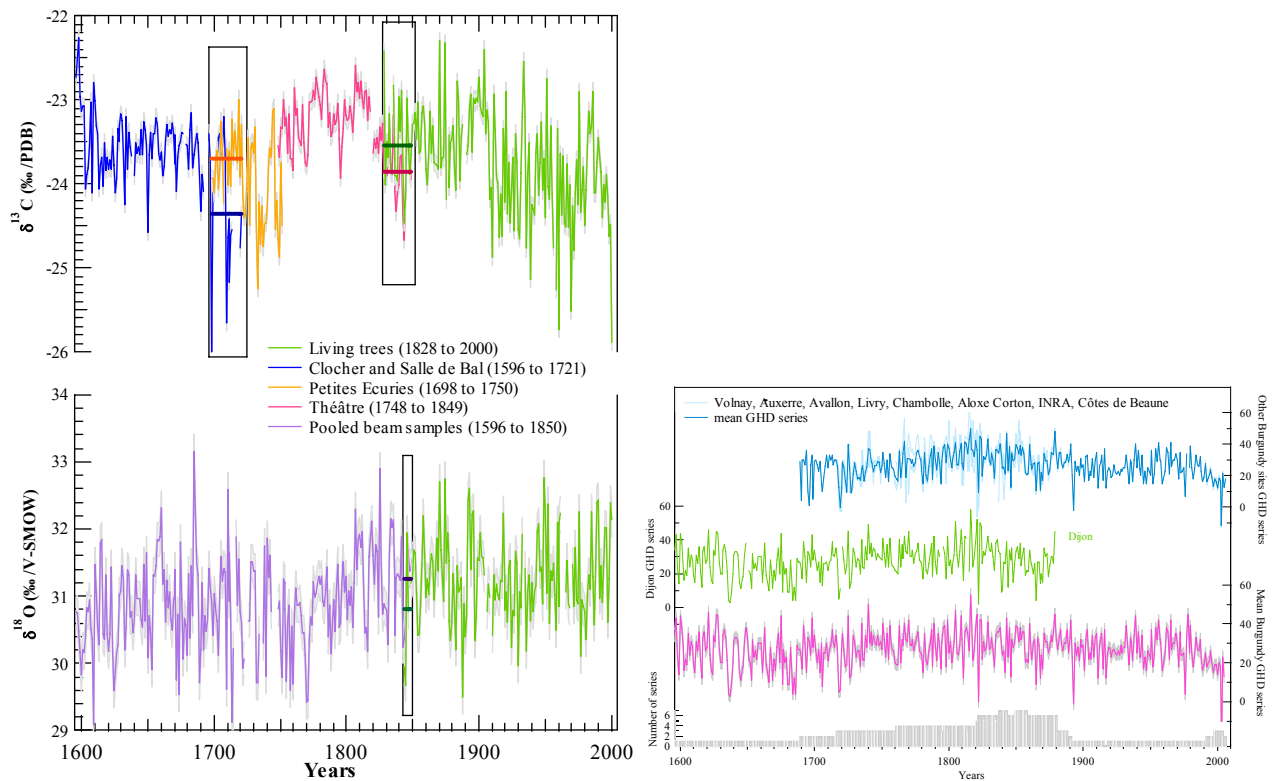 -22
-23
-24
-25
-26
δ13C (‰/PDB)
1600
1700
1800
1900
2000
Living trees (1828 to 2000)
Clocher and Salle de Bal (1596 to 1721)
Petites Ecuries (1698 to 1750)
Théâtre (1748 to 1849)
Pooled beam samples (1596 to 1850)
34
33
32
31
30
29
δ18O (‰/V-SMOW)
1600
1700
1800
1900
2000
Years
Volnay, Auxerre, Avallon, Livry, Chambolle, Aloxe Corton, INRA, Côtes de Beaune
mean GHD series
60
40
20
0
Other Burgundy sites GHD series
60
40
20
0
Dijon GHD series
Dijon
60
40
20
0
Mean Burgundy GHD series
6
4
2
0
Number of series
1600
1700
1800
1900
2000
Years